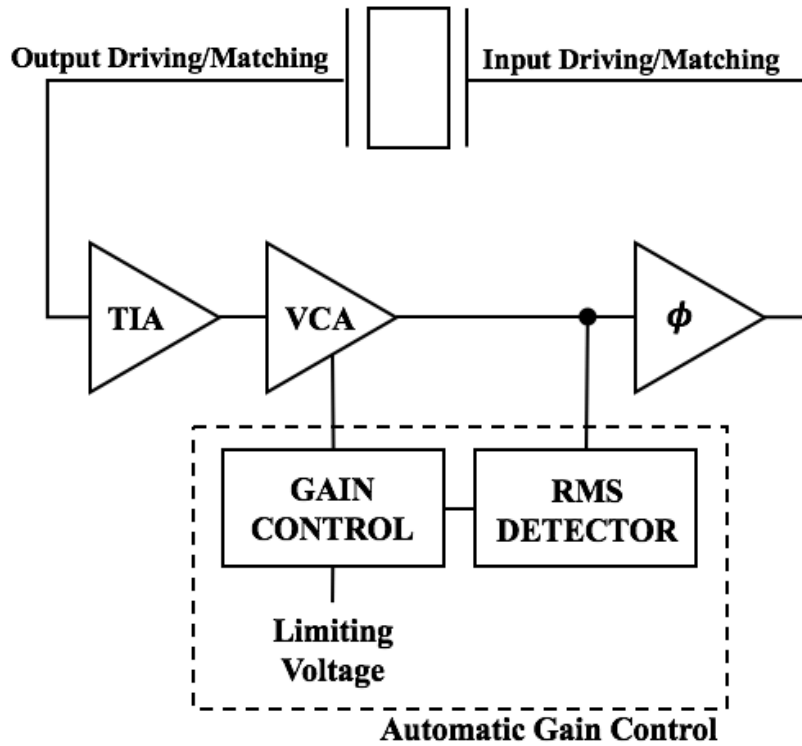 Output Driving/Matching
Input Driving/Matching
TIA
VCA
ϕ
GAIN
CONTROL
RMS
DETECTOR
Limiting
Voltage
Automatic Gain Control